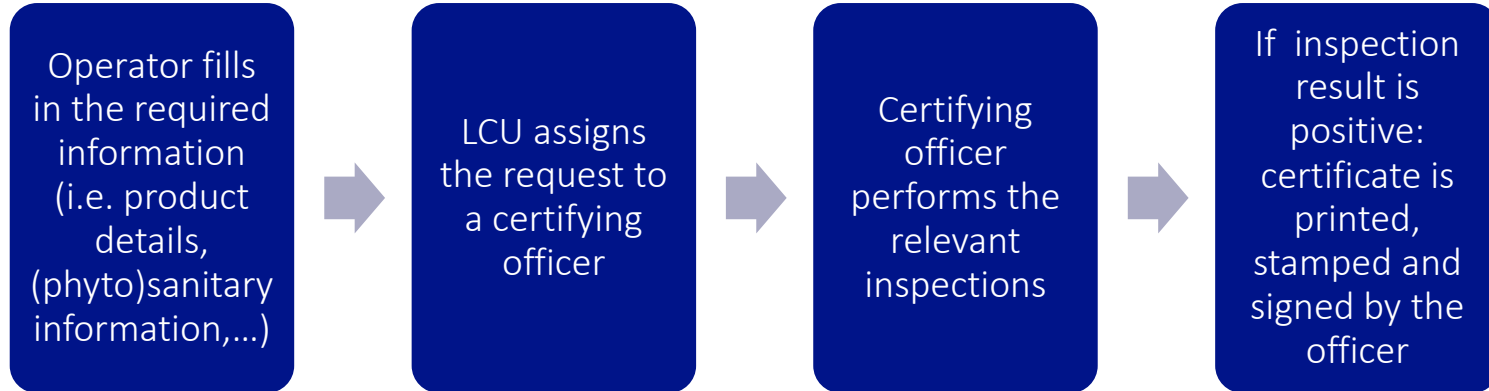 Operator fills
in the required
information
(i.e. product
details,
(phyto)sanitary
information,...)
LCU assigns
the request to
a certifying
officer
Certifying
officer
performs the
relevant
inspections
If  inspection
result is
positive:
certificate is
printed,
stamped and
signed by the
officer